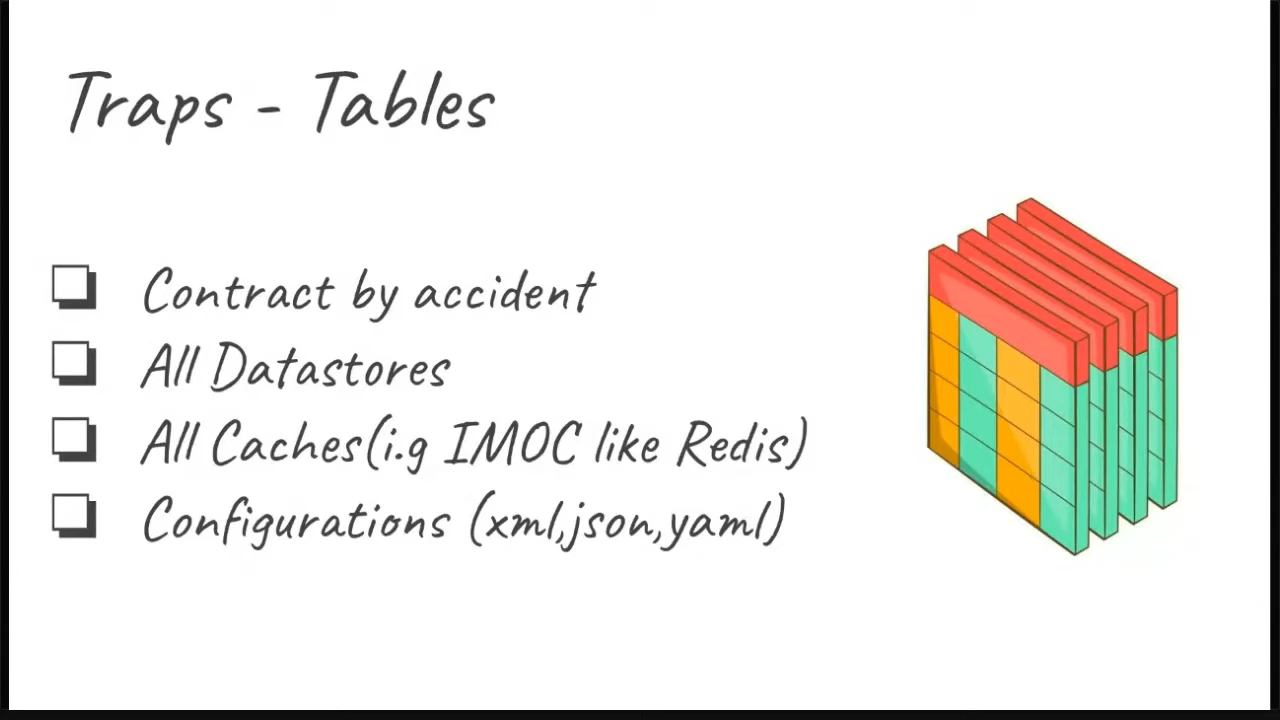 Traps - Tables
Contract by accident
All Datastores
All Caches(i.g IMOC like Redis)
Configurations (xml,json,yaml)